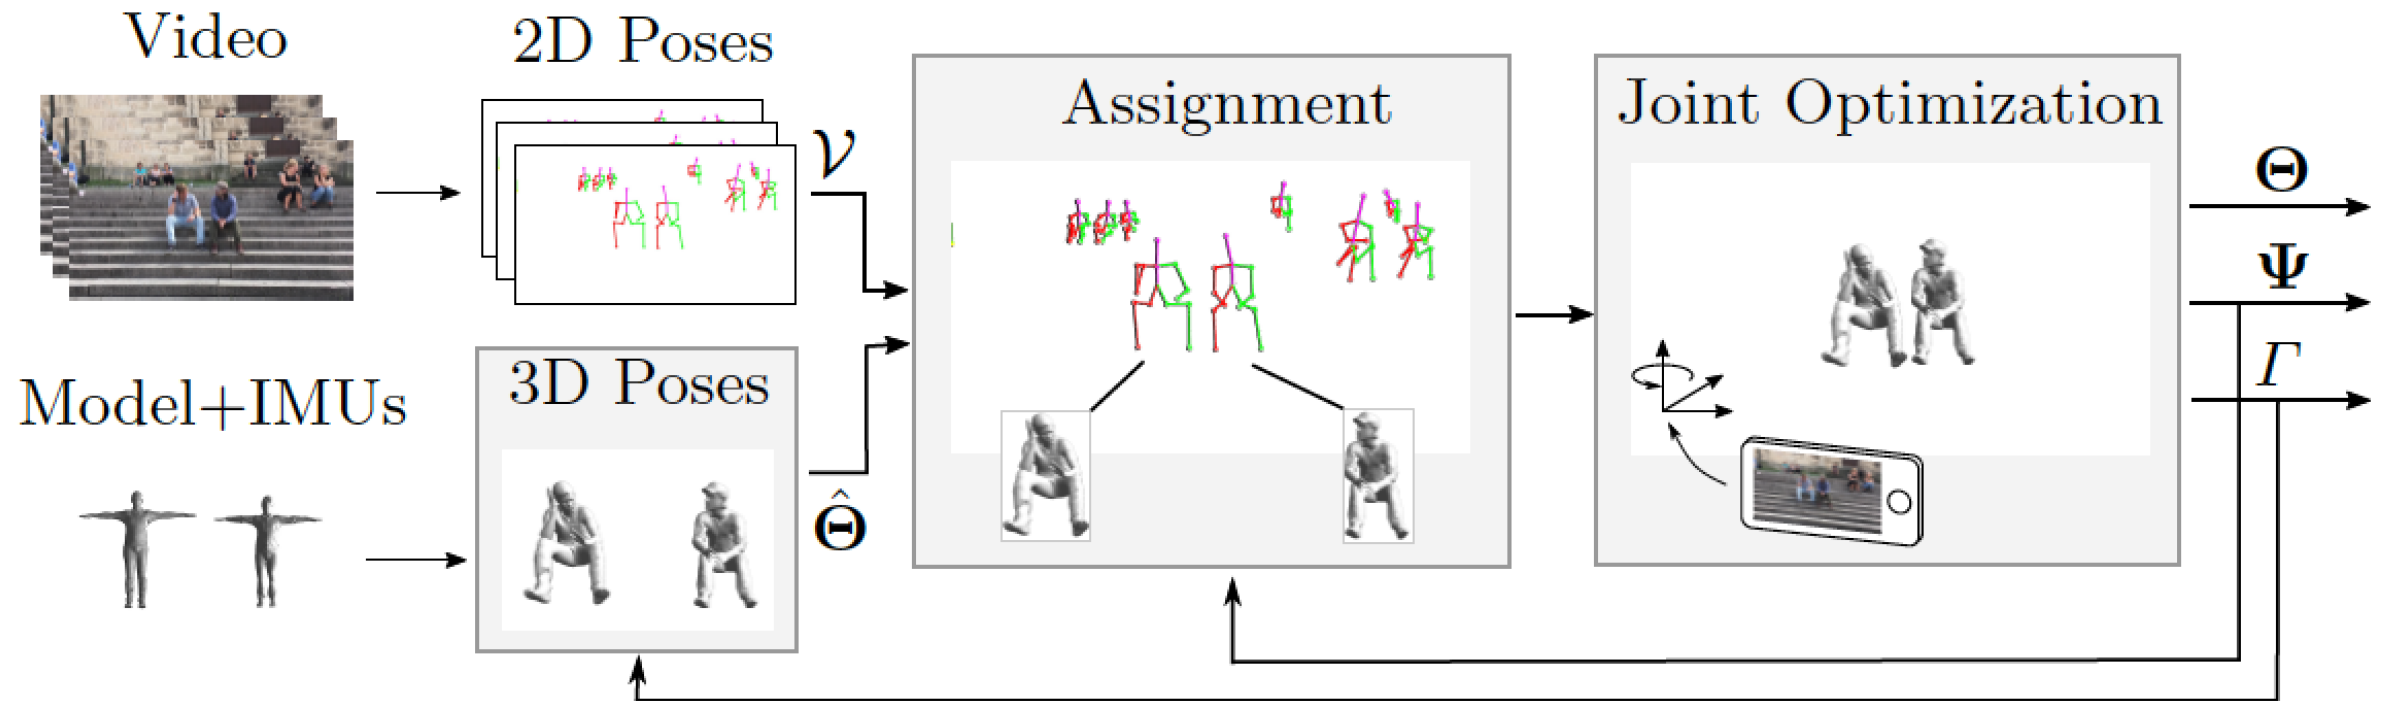 Video
2D Poses
𝒱
Assignment
Joint Optimization
Θ
Ψ
Γ
Model+IMUs
3D Poses
Θ̂